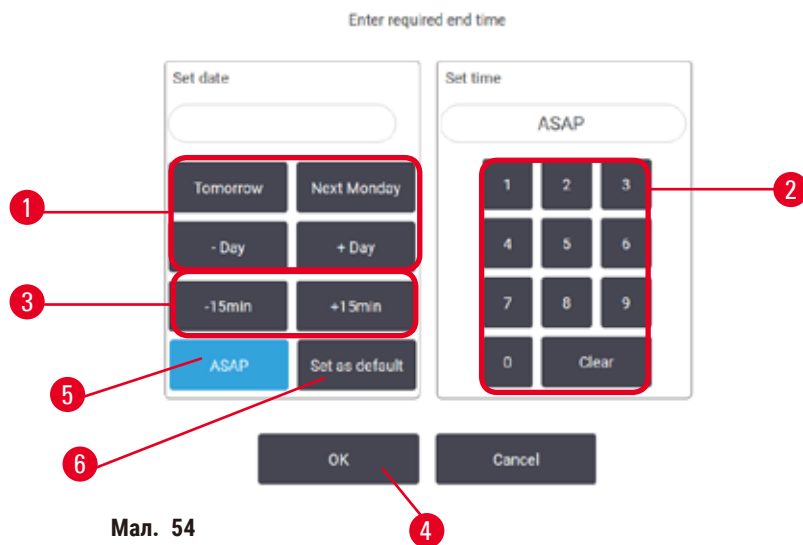 Enter required end time
Set date
Set time
ASAP
Tomorrow Next Monday
- Day + Day
-15min +15min
ASAP Set as default
1 2 3
4 5 6
7 8 9
0 Clear
OK Cancel
1
2
3
5
6
4
Мал. 54